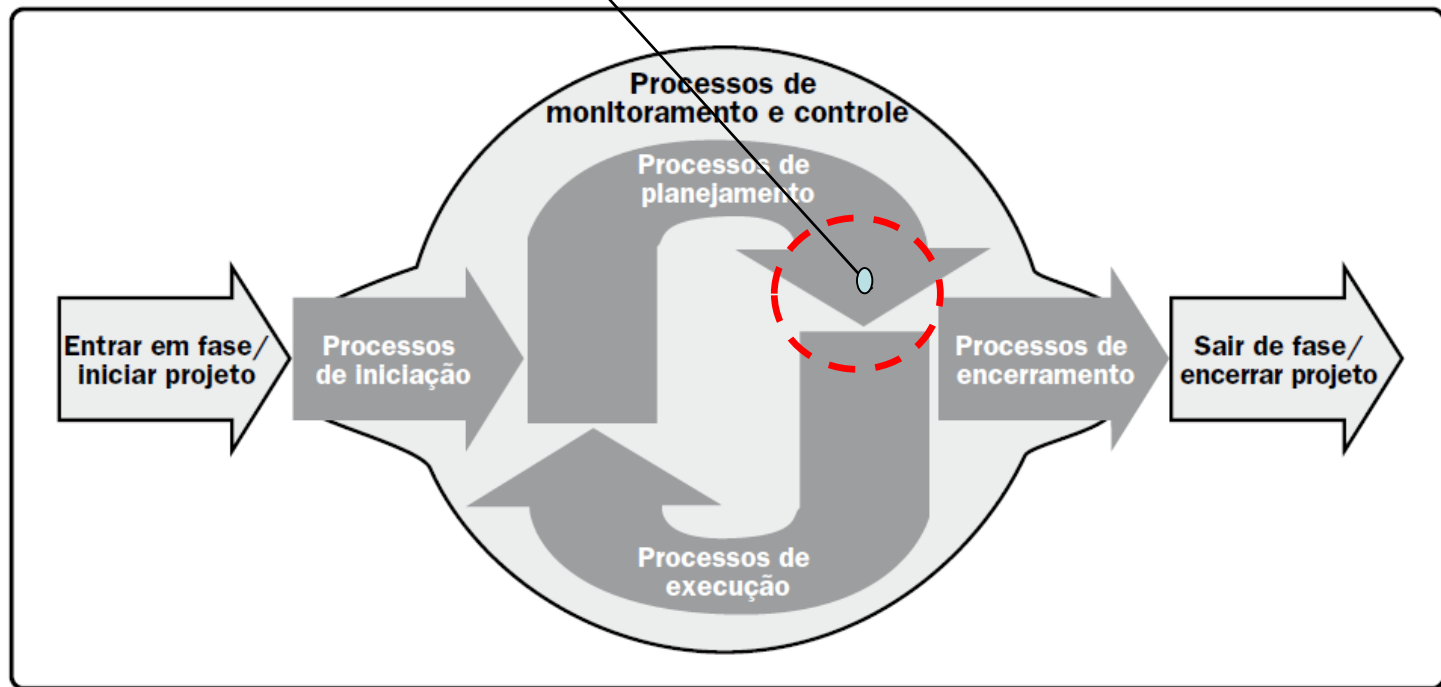 Processos de
monitoramento e controle
Processos de
planejamento
Entrar em fase/
iniciar projeto
Processos
de iniciação
Processos de
encerramento
Sair de fase/
encerrar projeto
Processos de
execução